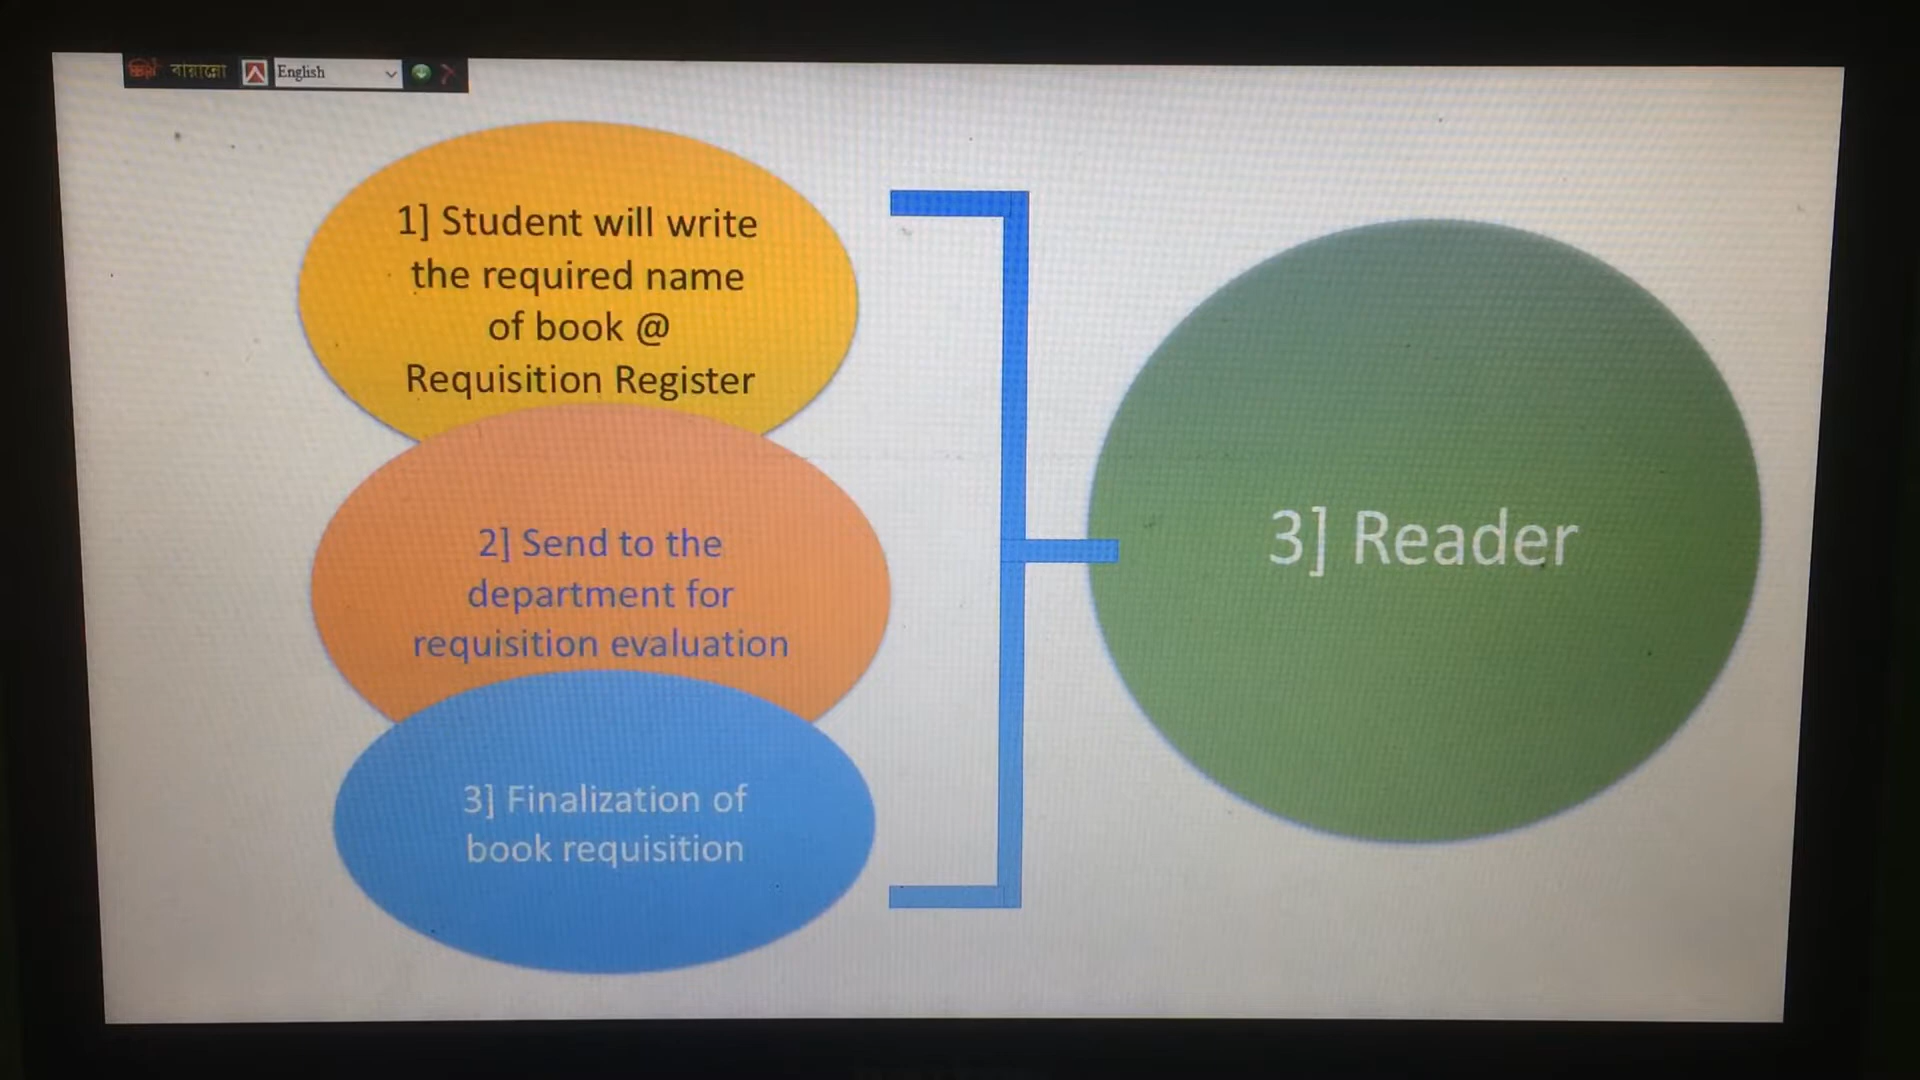 বায়ান্নো
English
1] Student will write
the required name
of book @
Requisition Register
2] Send to the
department for
requisition evaluation
3] Finalization of
book requisition
3] Reader